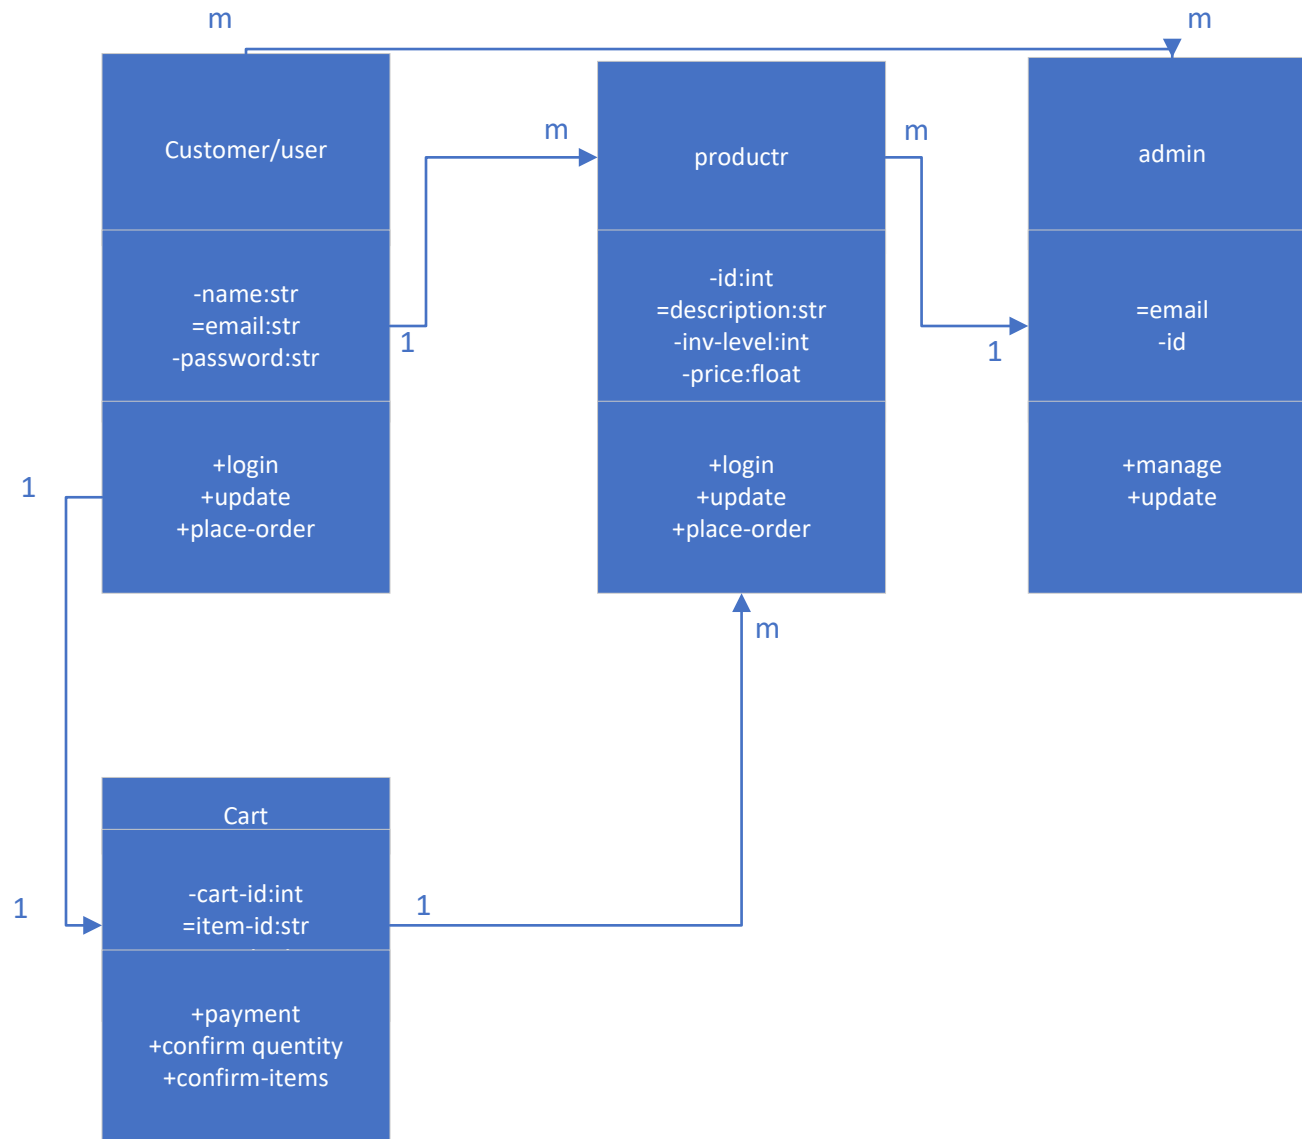 m
m
Customer/user
-name:str
=email:str
-password:str
+login
+update
+place-order
1
m
productr
-id:int
=description:str
-inv-level:int
-price:float
+login
+update
+place-order
m
1
admin
=email
-id
+manage
+update
1
1
Cart
-cart-id:int
=item-id:str
+payment
+confirm quentity
+confirm-items
1
m